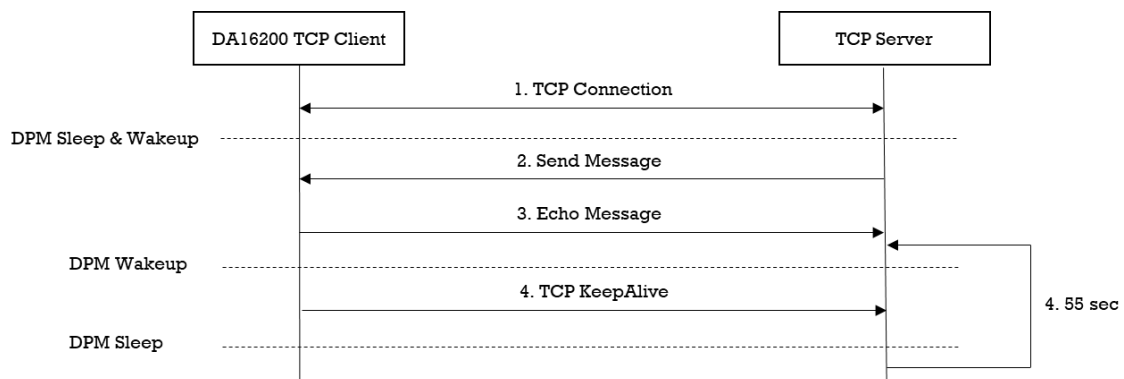 DA16200 TCP Client
TCP Server
1. TCP Connection
DPM Sleep & Wakeup
2. Send Message
3. Echo Message
DPM Wakeup
4. TCP KeepAlive
4. 55 sec
DPM Sleep